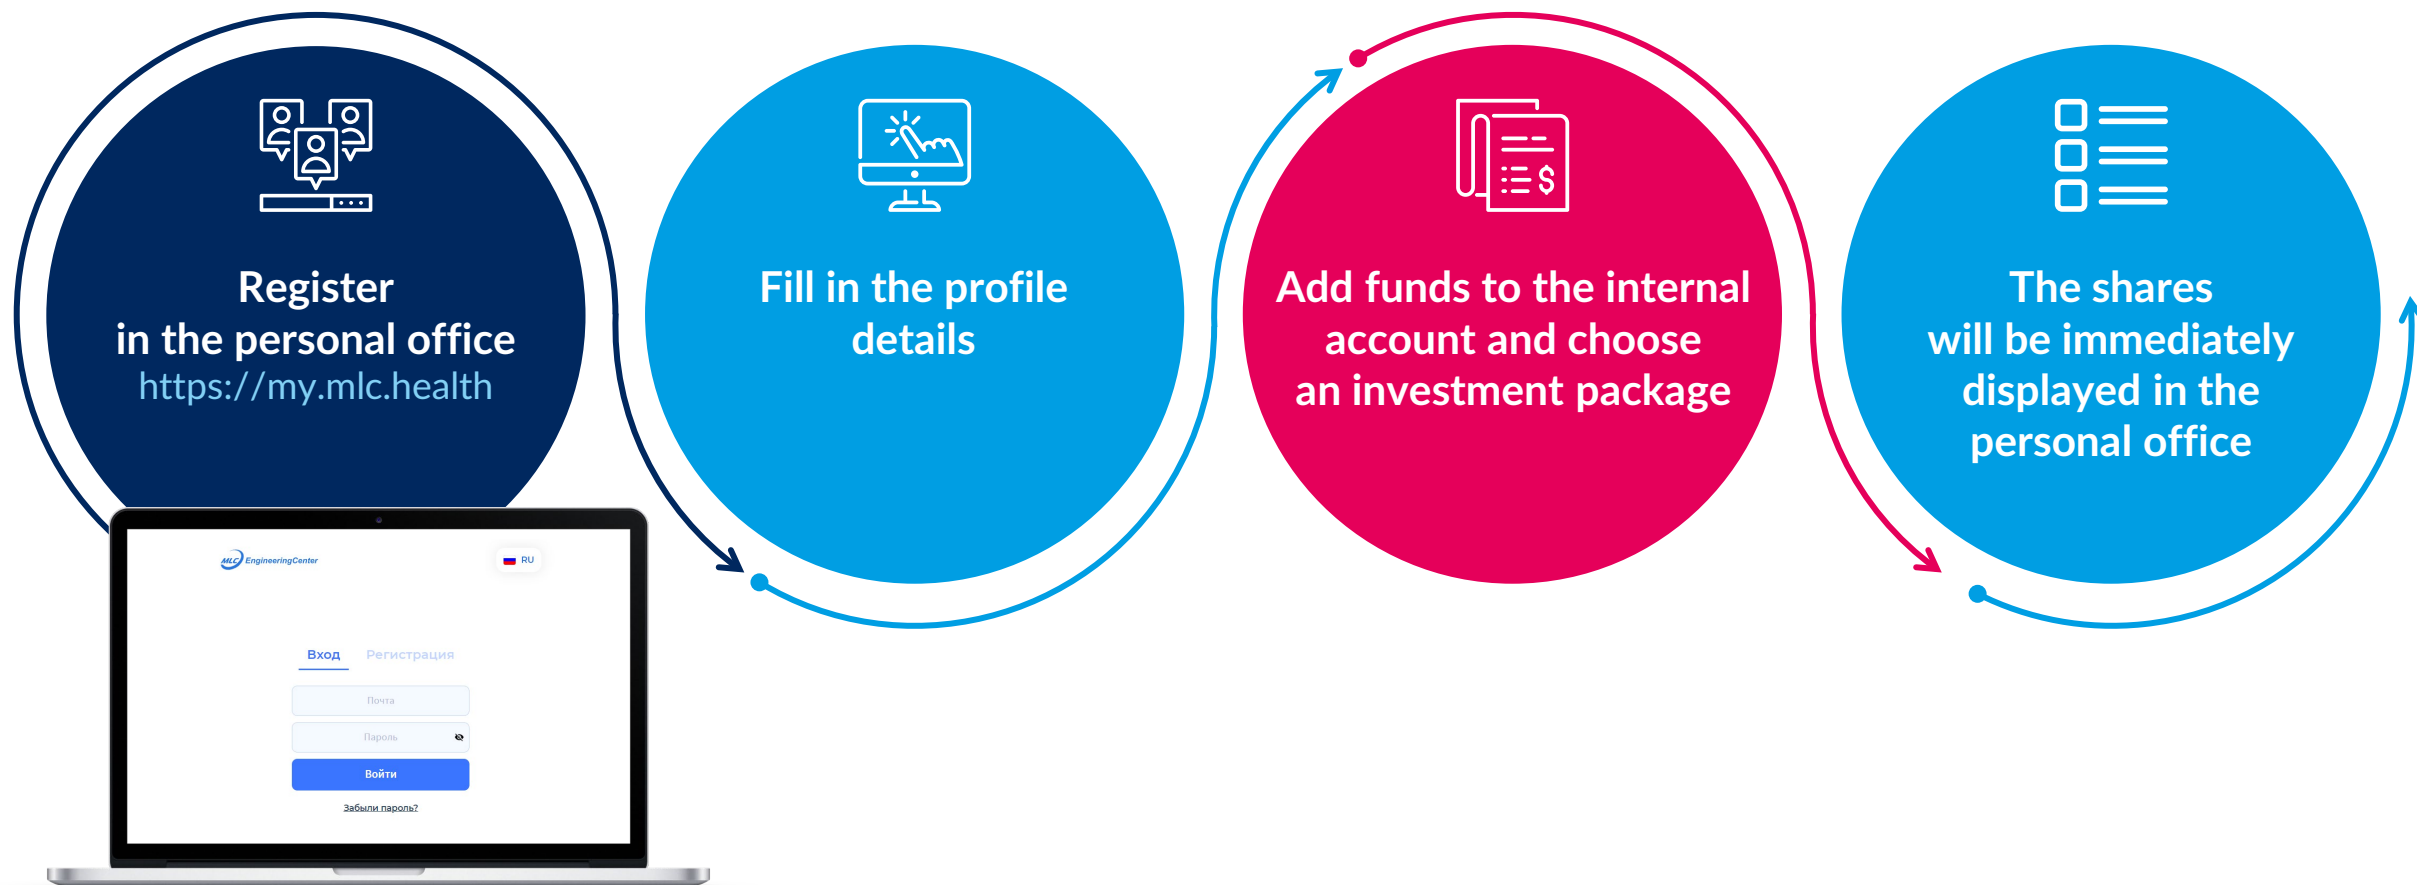 Register
in the personal office
https://my.mlc.health
Fill in the profile
details
Add funds to the internal
account and choose
an investment package
$
The shares
will be immediately
displayed in the
personal office
MLC EngineeringCenter
RU
Вход Регистрация
Почта
Пароль
Войти
Забыли пароль?